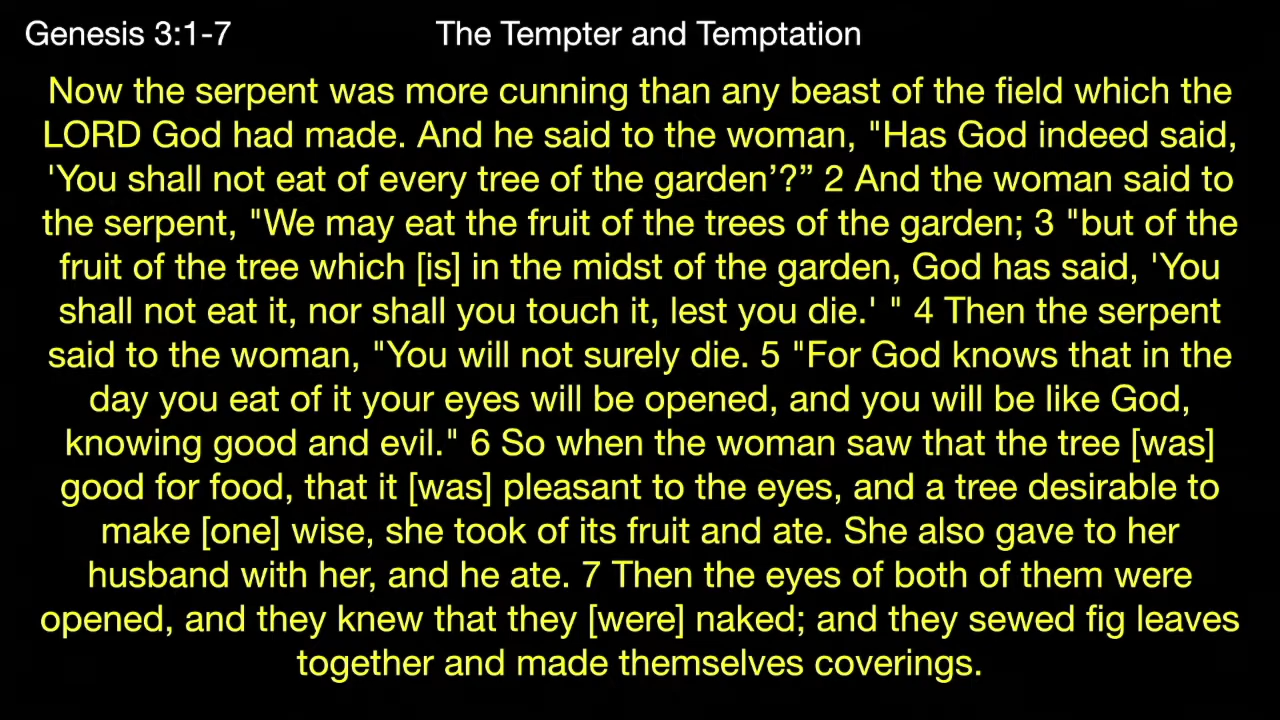 Genesis 3:1-7
The Tempter and Temptation
Now the serpent was more cunning than any beast of the field which the
LORD God had made. And he said to the woman, "Has God indeed said,
'You shall not eat of every tree of the garden’?” 2 And the woman said to
the serpent, "We may eat the fruit of the trees of the garden; 3 "but of the
fruit of the tree which [is] in the midst of the garden, God has said, 'You
shall not eat it, nor shall you touch it, lest you die.' " 4 Then the serpent
said to the woman, "You will not surely die. 5 "For God knows that in the
day you eat of it your eyes will be opened, and you will be like God,
knowing good and evil." 6 So when the woman saw that the tree [was]
good for food, that it [was] pleasant to the eyes, and a tree desirable to
make [one] wise, she took of its fruit and ate. She also gave to her
husband with her, and he ate. 7 Then the eyes of both of them were
opened, and they knew that they [were] naked; and they sewed fig leaves
together and made themselves coverings.